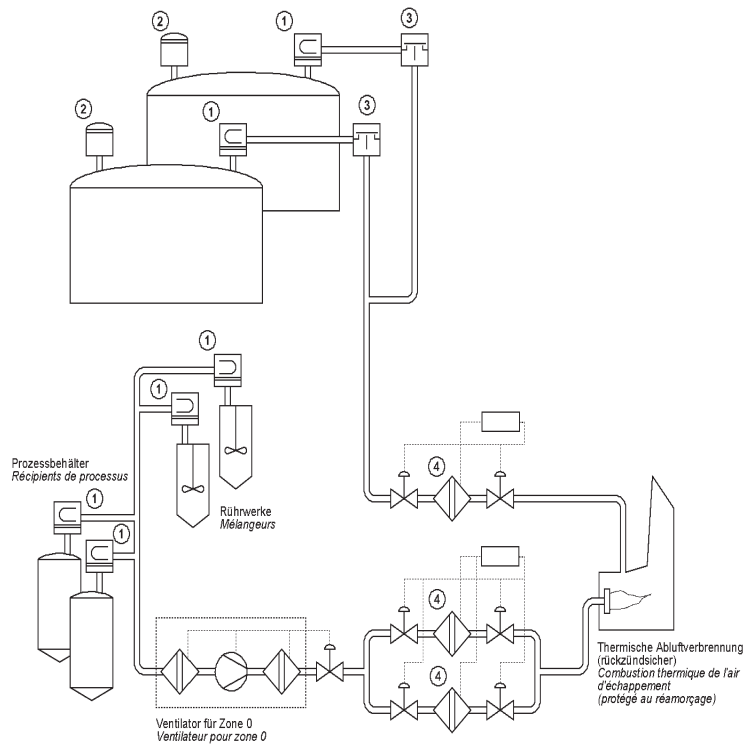 1
3
2
1
3
2
1
1
4
Prozessbehälter
Récipients de processus
1
Rührwerke
Mélangeurs
1
4
4
Thermische Abluftverbrennung
(rückzündsicher)
Combustion thermique de l'air
d'échappement
(protégé au réamorçage)
Ventilator für Zone 0
Ventilateur pour zone 0